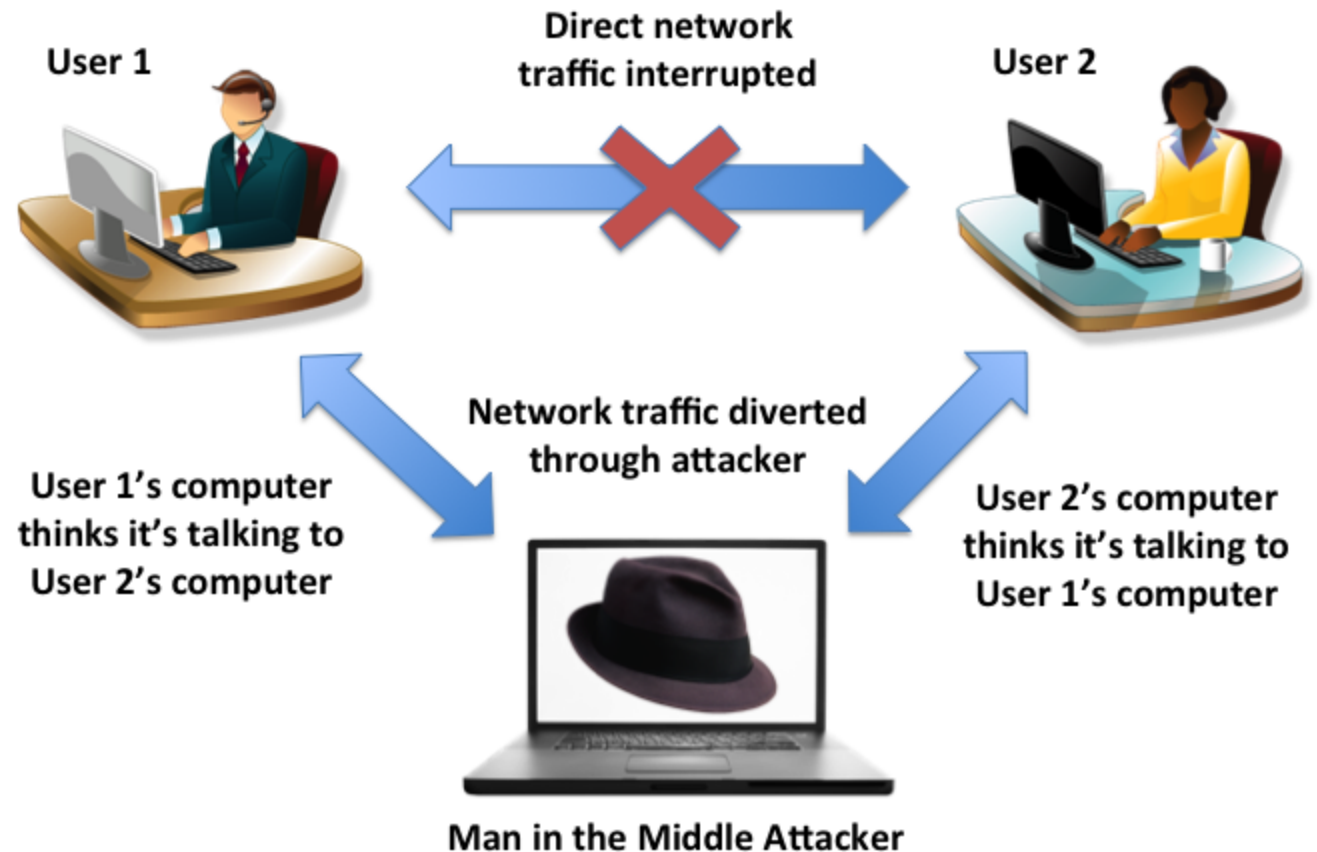 User 1
Direct network
traffic interrupted
User 2
Network traffic diverted
through attacker
User 1’s computer
thinks it’s talking to
User 2’s computer
User 2’s computer
thinks it’s talking to
User 1’s computer
Man in the Middle Attacker